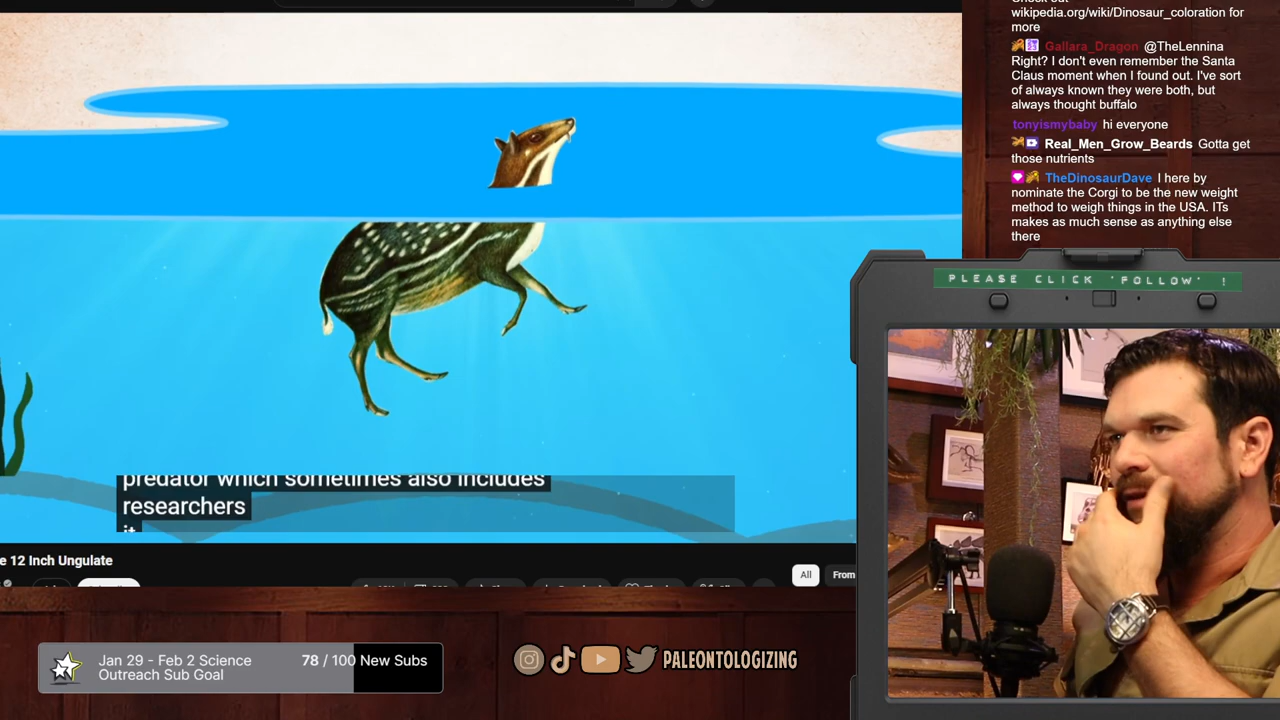 wikipedia.org/wiki/Dinosaur_coloration for
more
Gallara_Dragon @TheLennina
Right? I don't even remember the Santa
Claus moment when I found out. I've sort
of always known they were both, but
always thought buffalo
tonyismybaby hi everyone
Real_Men_Grow_Beards Gotta get
those nutrients
TheDinosaurDave I here by
nominate the Corgi to be the new weight
method to weigh things in the USA. ITs
makes as much sense as anything else
there
PLEASE CLICK 'FOLLOW' !
predator which sometimes also includes
researchers
it
e 12 Inch Ungulate
All From
Jan 29 - Feb 2 Science
Outreach Sub Goal
78 / 100 New Subs
PALEONTOLOGIZING